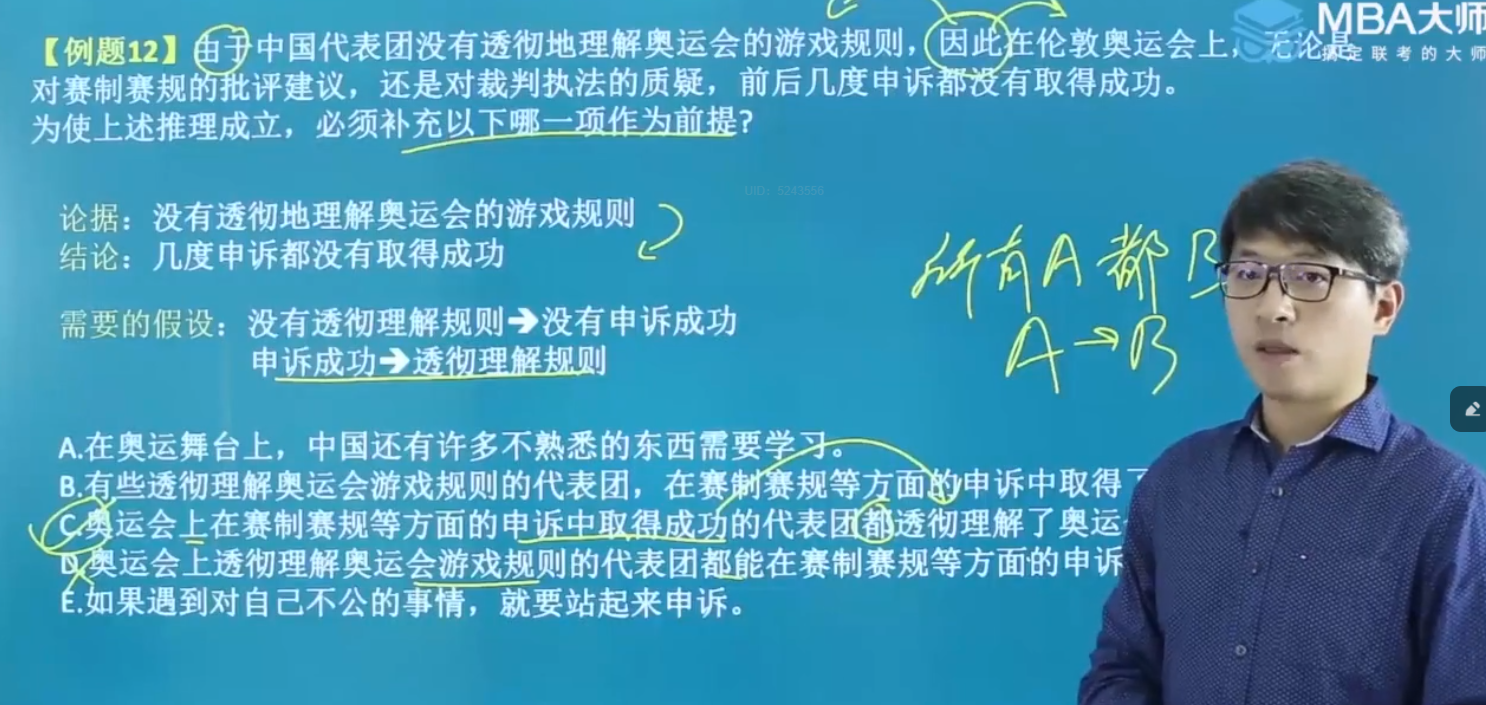 MBA大师
搞定联考的大师
【例题12】由于中国代表团没有透彻地理解奥运会的游戏规则，因此在伦敦奥运会上，无论是
对赛制赛规的批评建议，还是对裁判执法的质疑，前后几度申诉都没有取得成功。
为使上述推理成立，必须补充以下哪一项作为前提？
UID：5243556
论据：没有透彻地理解奥运会的游戏规则
结论：几度申诉都没有取得成功
所有A都B
A→B
需要的假设：没有透彻理解规则→没有申诉成功
申诉成功→透彻理解规则
A.在奥运舞台上，中国还有许多不熟悉的东西需要学习。
B.有些透彻理解奥运会游戏规则的代表团，在赛制赛规等方面的申诉中取得了
C.奥运会上在赛制赛规等方面的申诉中取得成功的代表团都透彻理解了奥运
D.奥运会上透彻理解奥运会游戏规则的代表团都能在赛制赛规等方面的申诉
E.如果遇到对自己不公的事情，就要站起来申诉。